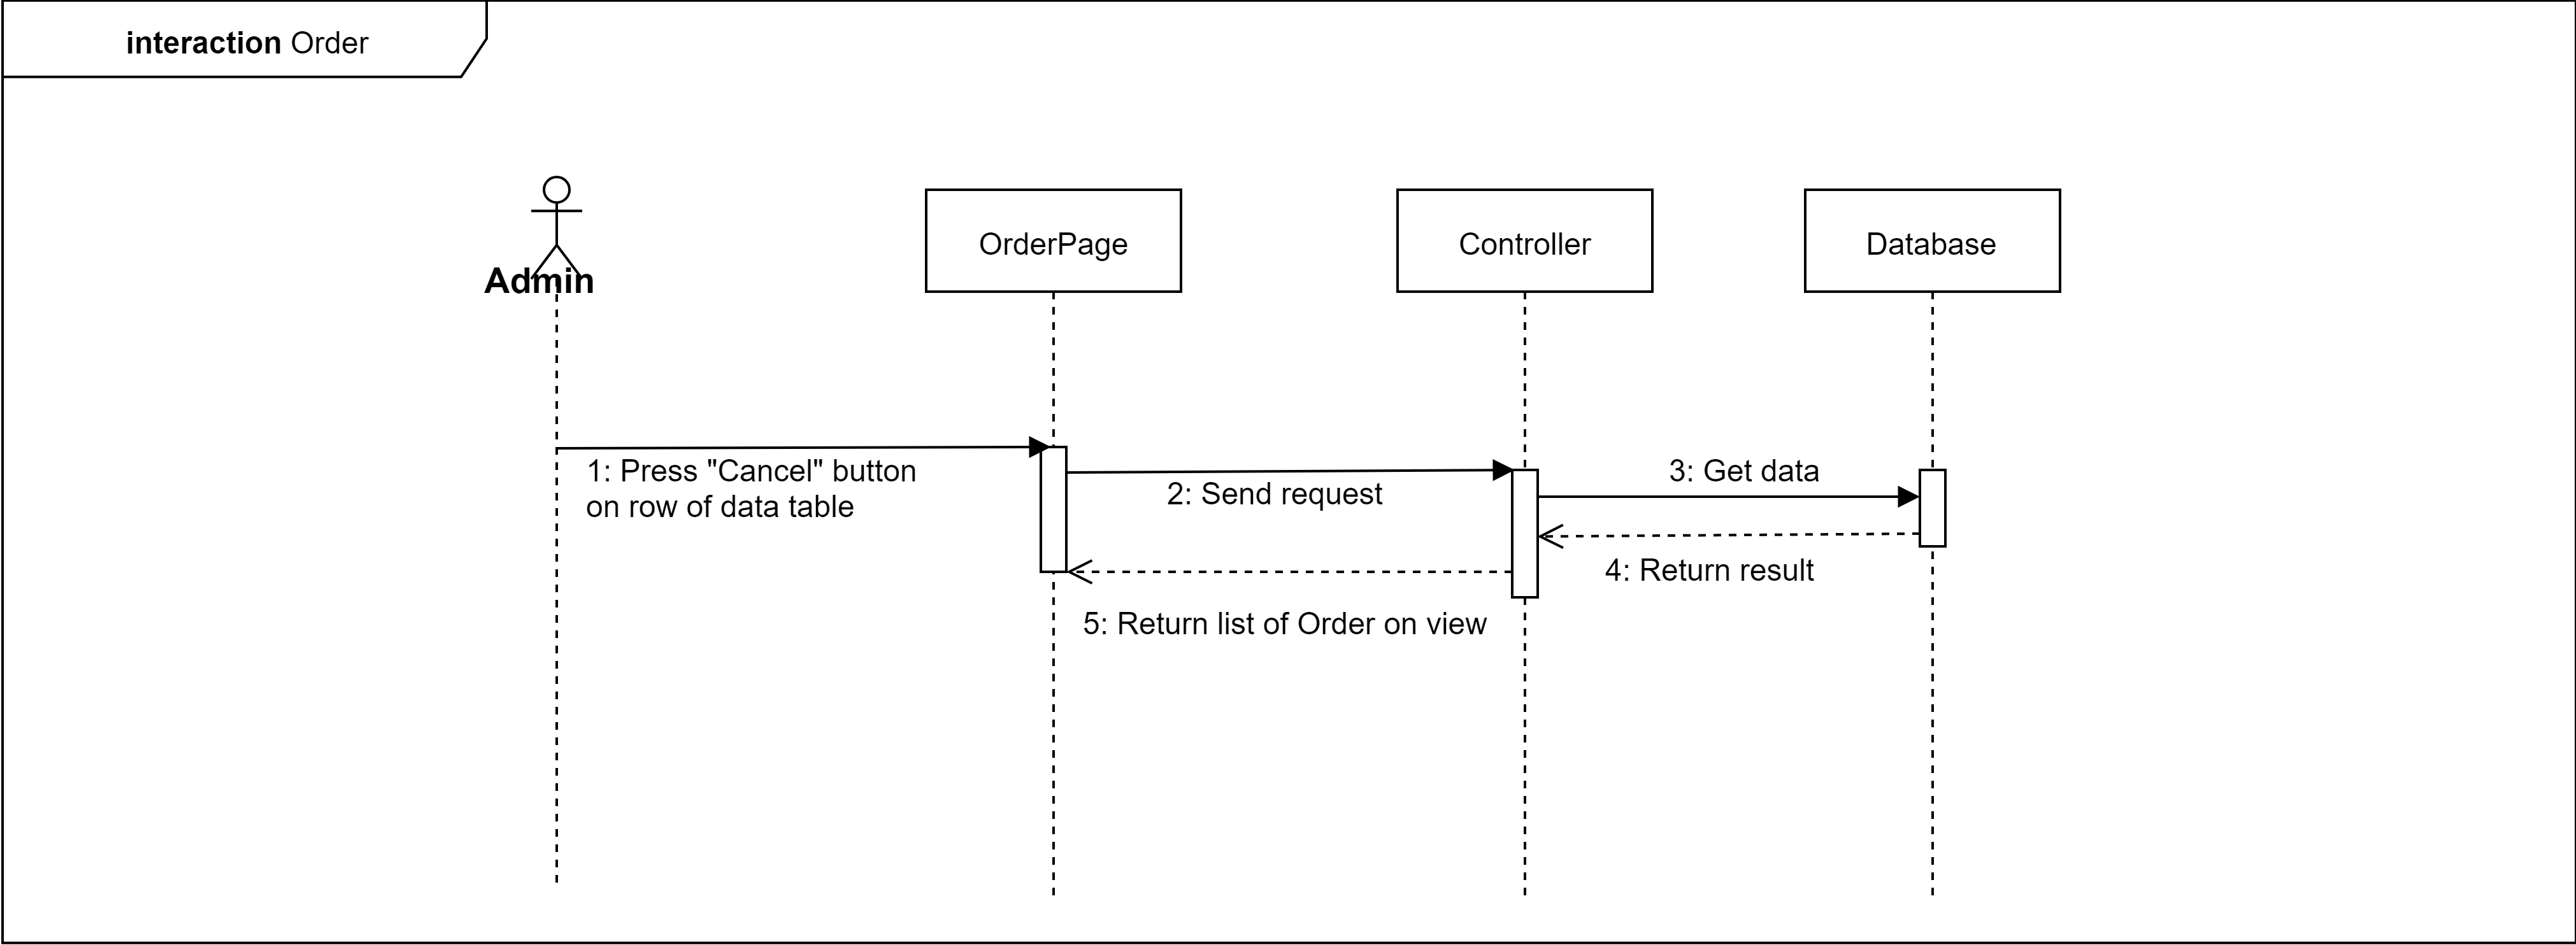 interaction Order
Admin
OrderPage
Controller
Database
1: Press "Cancel" button
on row of data table
2: Send request
3: Get data
4: Return result
5: Return list of Order on view